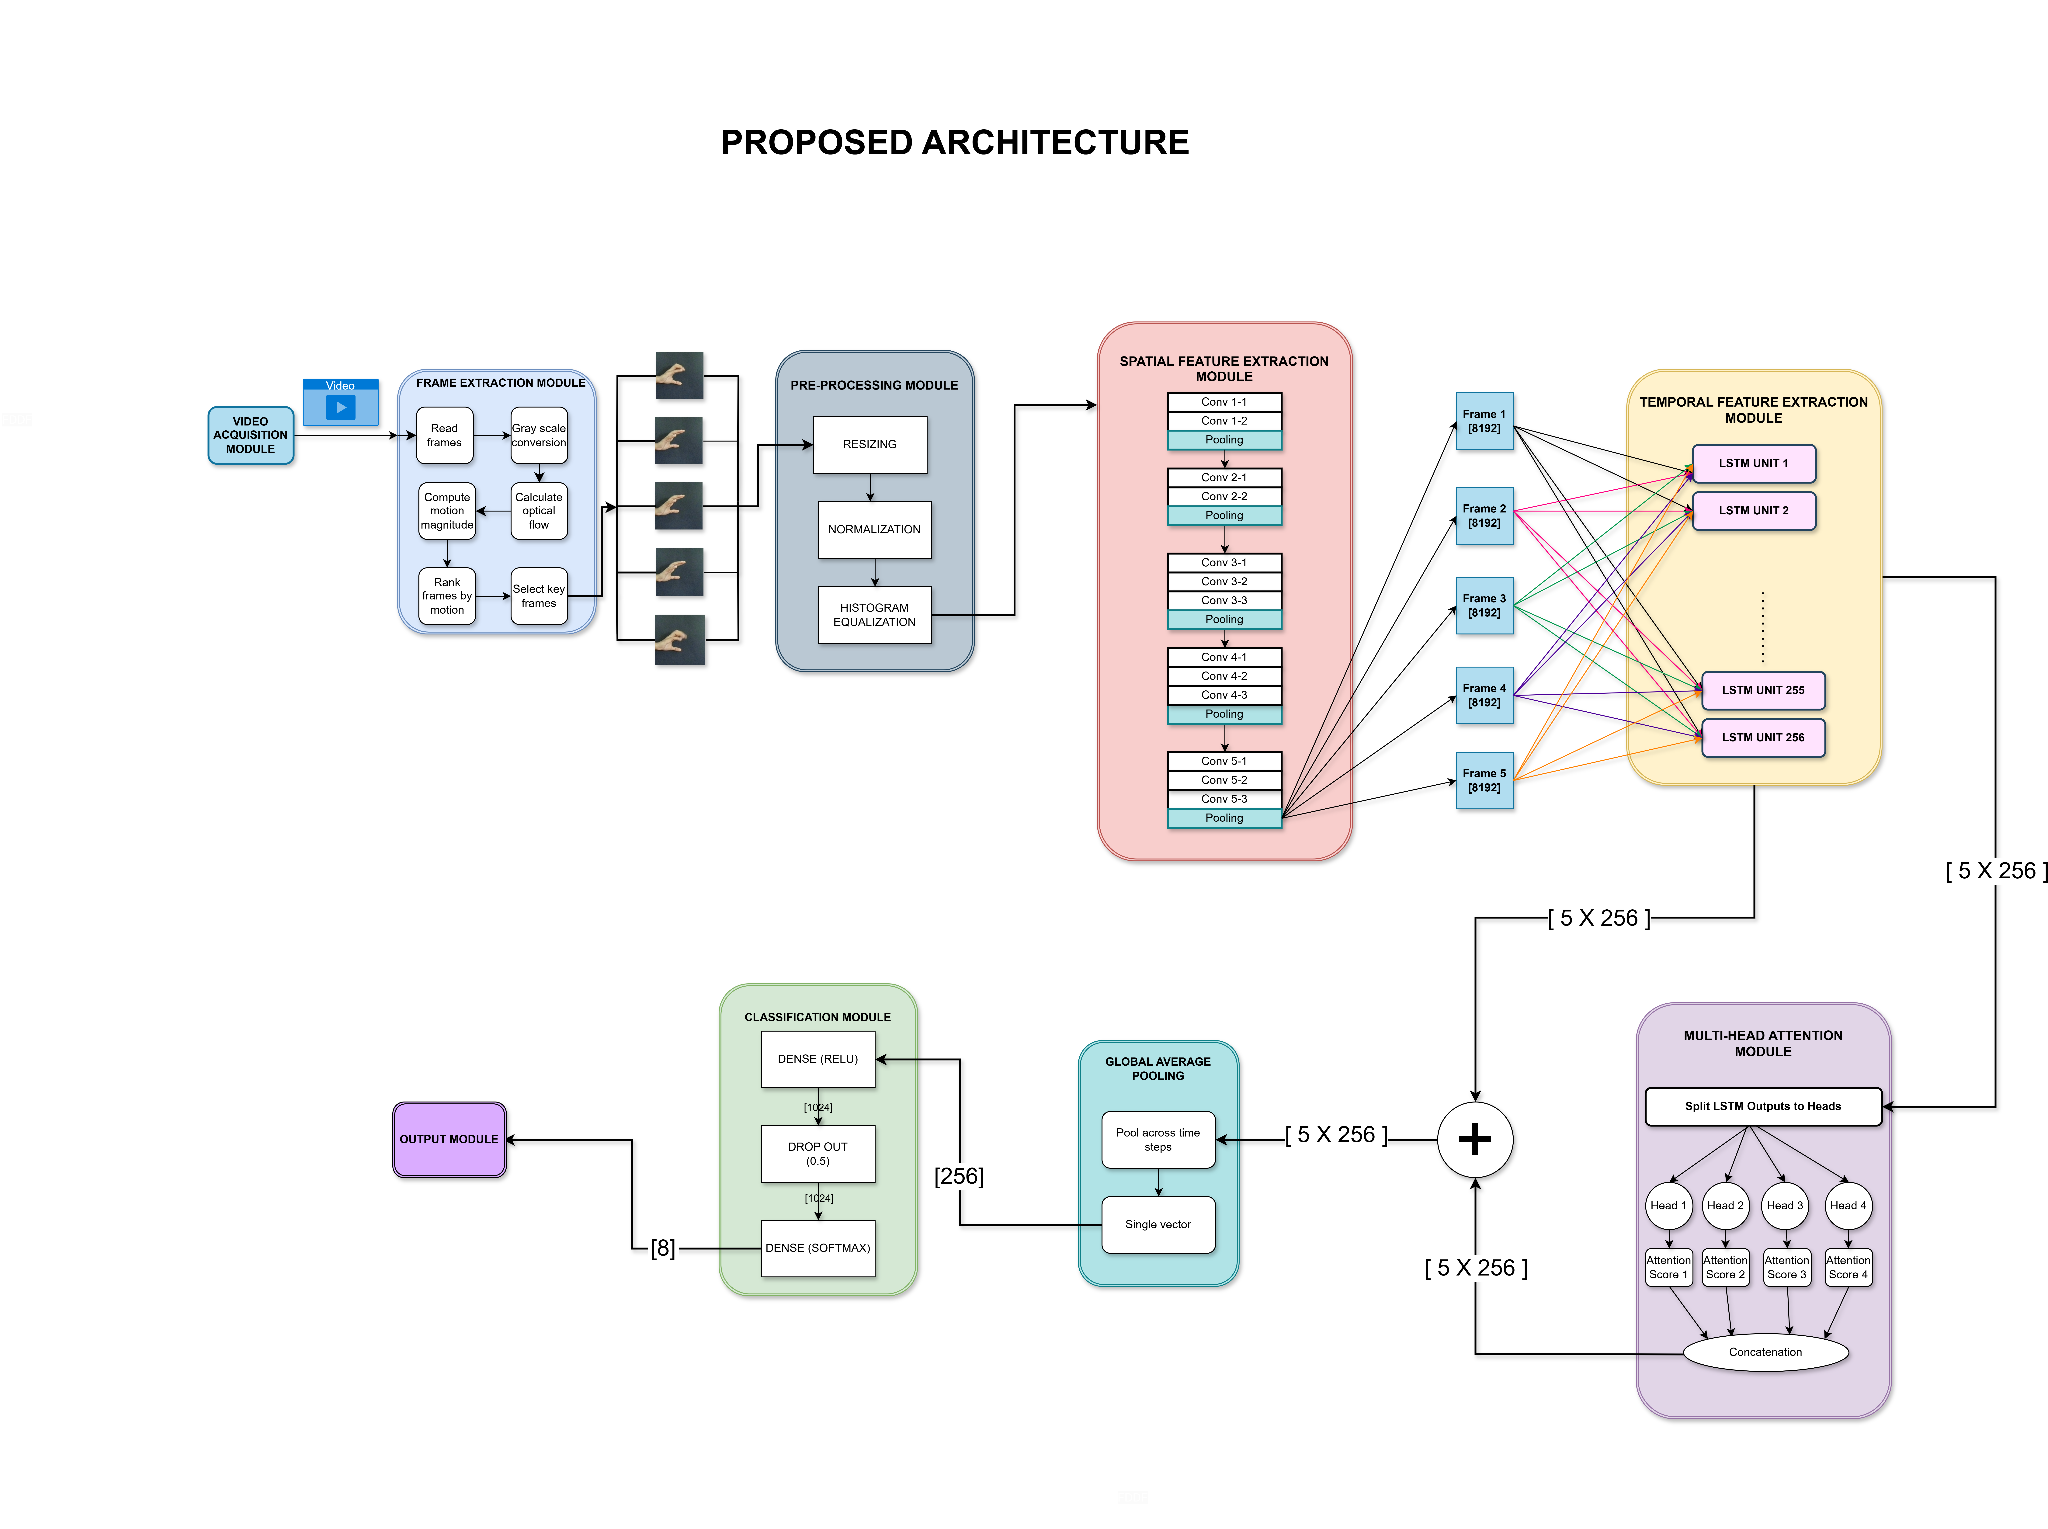 PROPOSED ARCHITECTURE
VIDEO
ACQUISITION
MODULE
Video
FRAME EXTRACTION MODULE
Read
frames
Gray scale
conversion
Compute
motion
magnitude
Calculate
optical
flow
Rank
frames by
motion
Select key
frames
PRE-PROCESSING MODULE
RESIZING
NORMALIZATION
HISTOGRAM
EQUALIZATION
SPATIAL FEATURE EXTRACTION
MODULE
Conv 1-1
Conv 1-2
Pooling
Conv 2-1
Conv 2-2
Pooling
Conv 3-1
Conv 3-2
Conv 3-3
Pooling
Conv 4-1
Conv 4-2
Conv 4-3
Pooling
Conv 5-1
Conv 5-2
Conv 5-3
Pooling
Frame 1
[8192]
Frame 2
[8192]
Frame 3
[8192]
Frame 4
[8192]
Frame 5
[8192]
TEMPORAL FEATURE EXTRACTION
MODULE
LSTM UNIT 1
LSTM UNIT 2
LSTM UNIT 255
LSTM UNIT 256
[ 5 X 256 ]
[ 5 X 256 ]
MULTI-HEAD ATTENTION
MODULE
Split LSTM Outputs to Heads
Head 1
Head 2
Head 3
Head 4
Attention
Score 1
Attention
Score 2
Attention
Score 3
Attention
Score 4
Concatenation
[ 5 X 256 ]
+
[ 5 X 256 ]
GLOBAL AVERAGE
POOLING
Pool across time
steps
Single vector
[256]
CLASSIFICATION MODULE
DENSE (RELU)
[1024]
DROP OUT
(0.5)
[1024]
DENSE (SOFTMAX)
[8]
OUTPUT MODULE